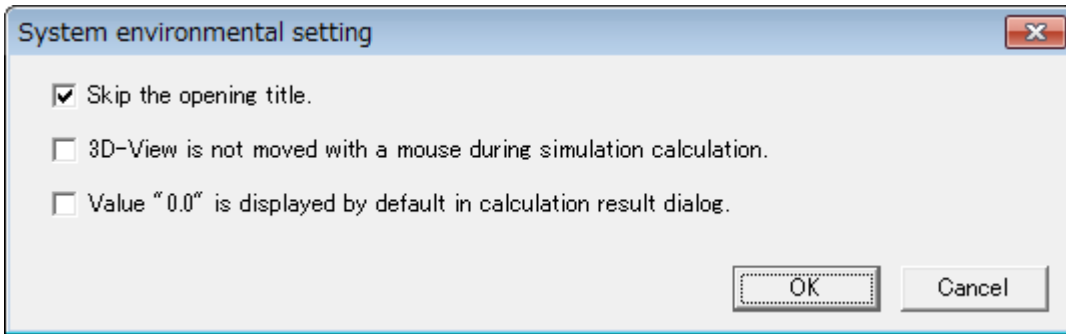 System environmental setting
Skip the opening title.
3D-View is not moved with a mouse during simulation calculation.
Value "0.0" is displayed by default in calculation result dialog.
OK Cancel